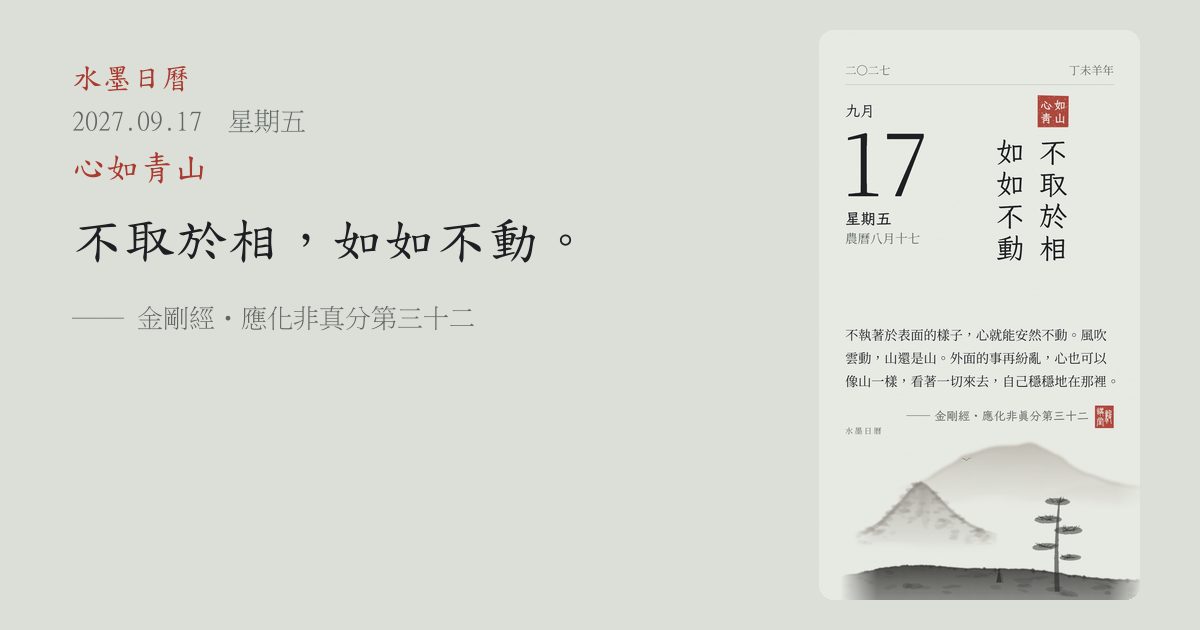 水墨日曆
2027.09.17 星期五
心如青山
不取於相，如如不動。
—— 金剛經・應化非真分第三十二
二〇二七
丁未羊年
九月
17
星期五
農曆八月十七
心如
青山
不取於相
如如不動
不執著於表面的樣子，心就能安然不動。風吹
雲動，山還是山。外面的事再紛亂，心也可以
像山一樣，看著一切來去，自己穩穩地在那裡。
—— 金剛經・應化非眞分第三十二
水墨日曆